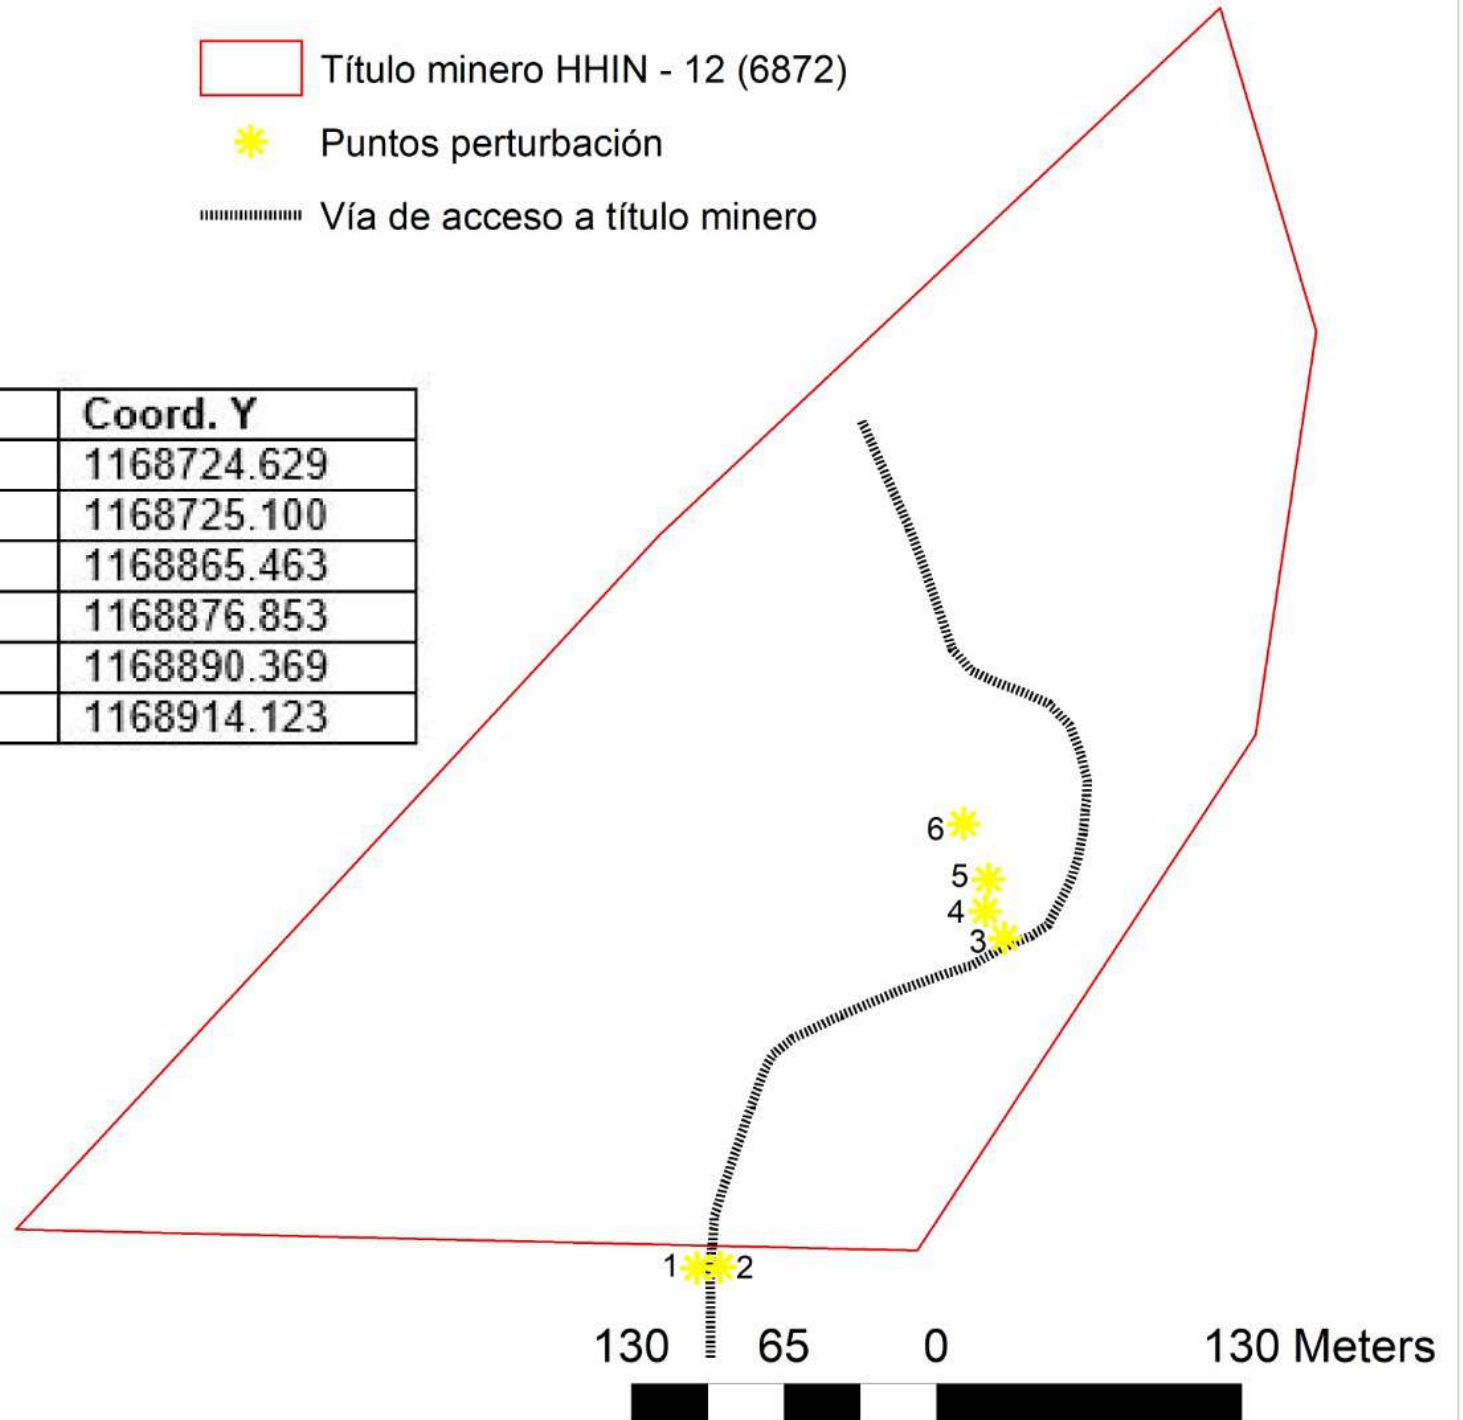 Título minero HHIN - 12 (6872)
Puntos perturbación
Vía de acceso a título minero
Coord. Y
1168724.629
1168725.100
1168865.463
1168876.853
1168890.369
1168914.123
6
5
4
3
1 2
130 65 0 130 Meters